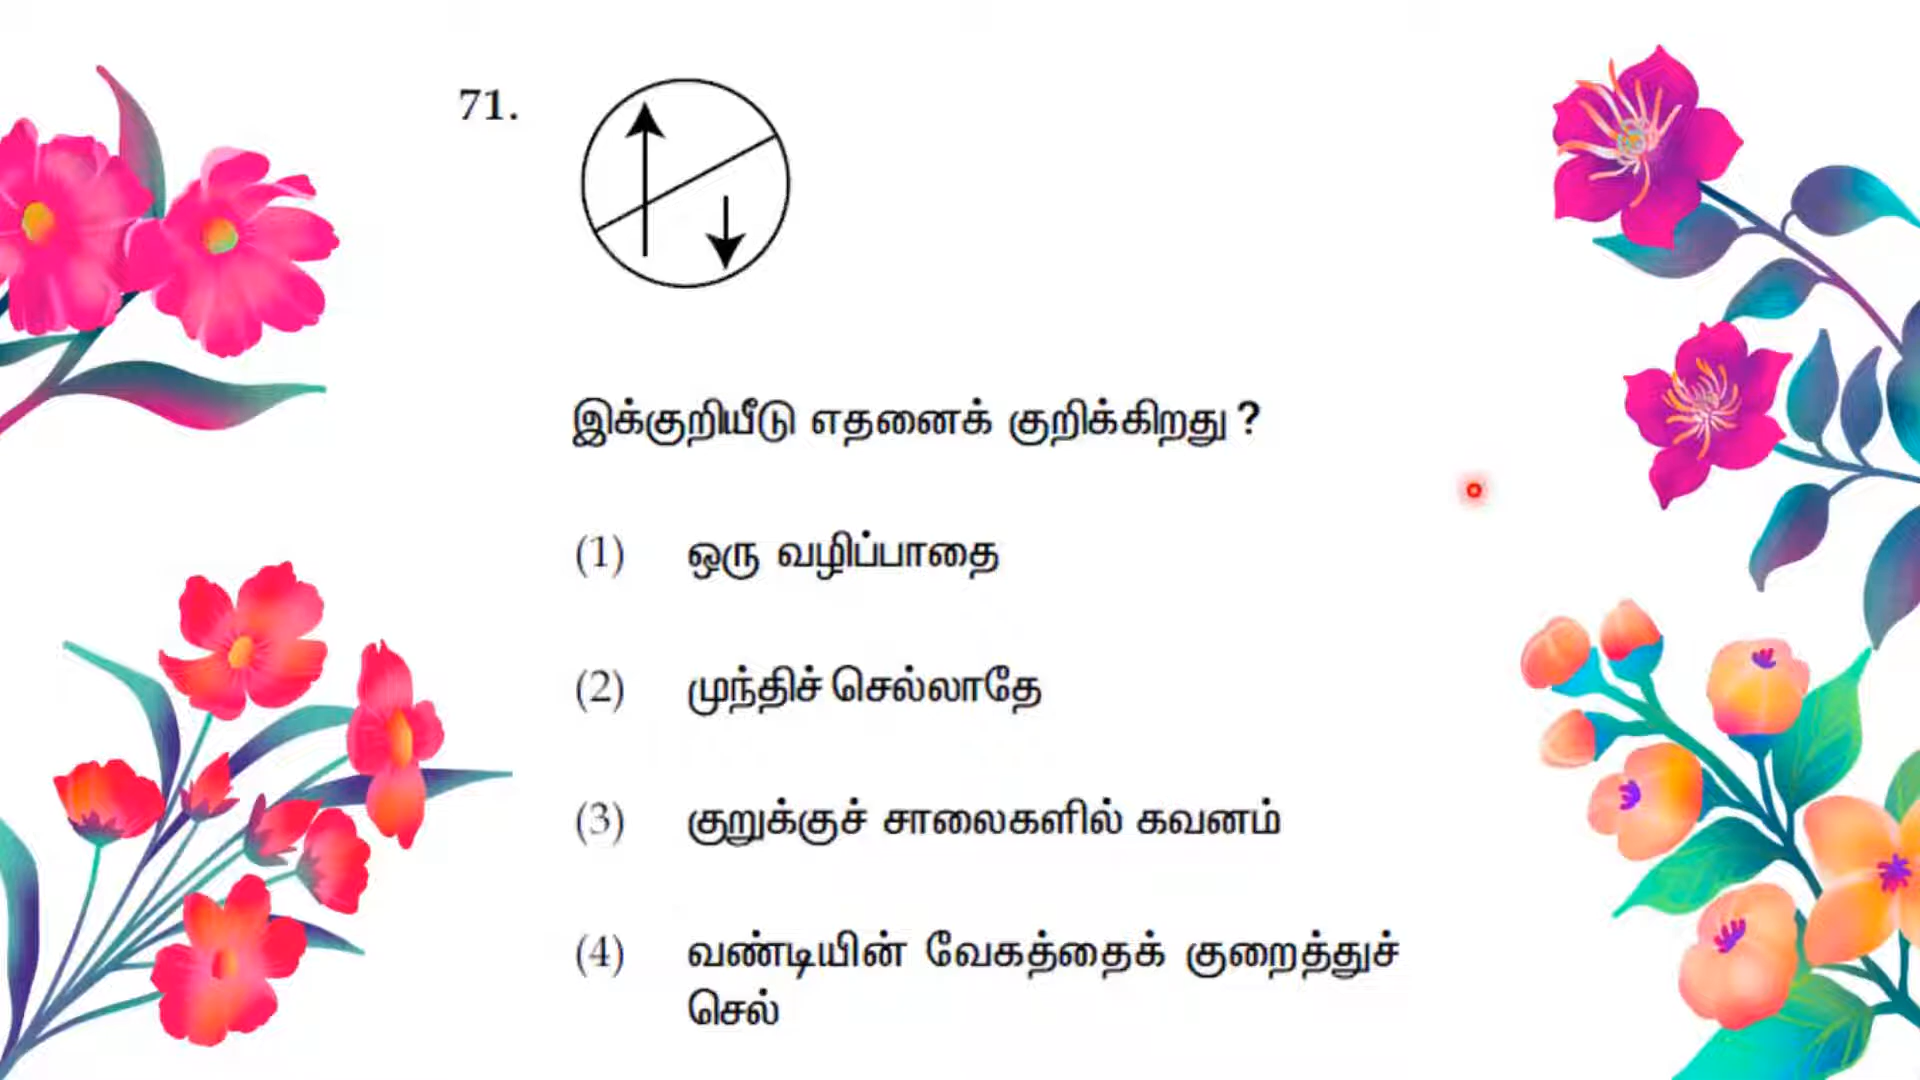 71.
இக்குறியீடு எதனைக் குறிக்கிறது ?
(1) ஒரு வழிப்பாதை
(2) முந்திச் செல்லாதே
(3) குறுக்குச் சாலைகளில் கவனம்
(4) வண்டியின் வேகத்தைக் குறைத்துச்
செல்